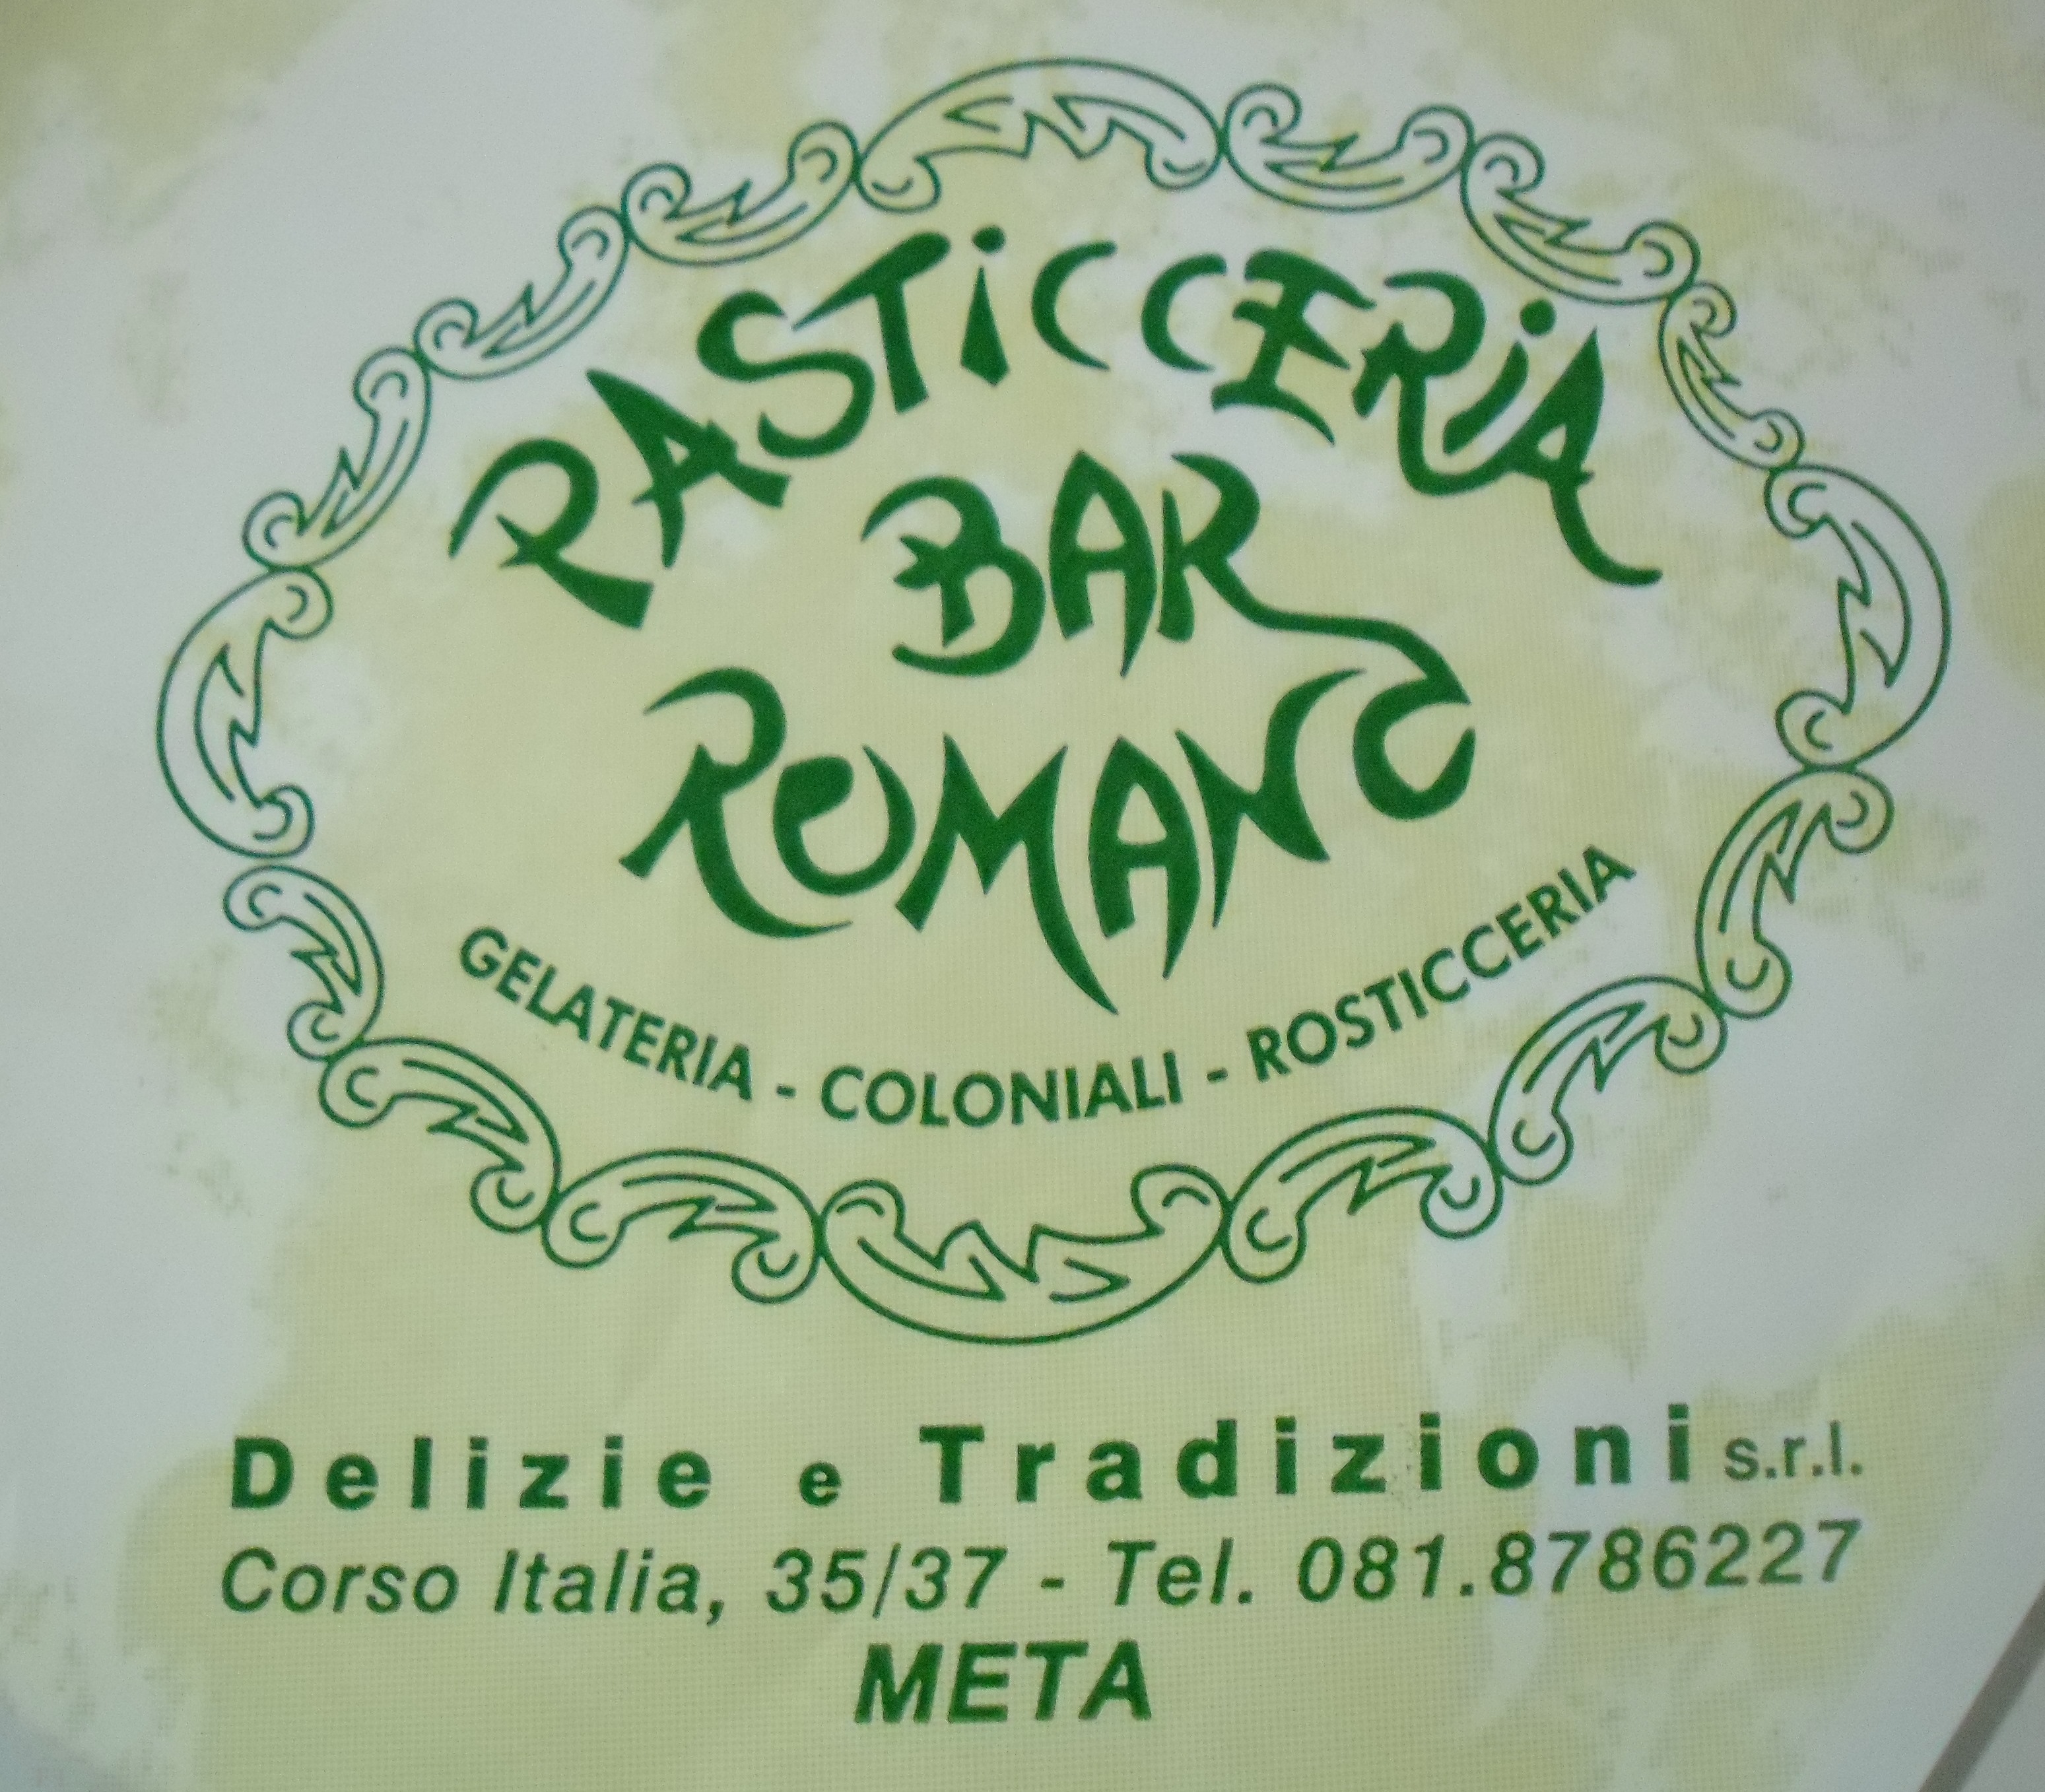 PASTiCCERiA
BAR
ROMANO
GELATERIA - COLONIALI - ROSTICCERIA
Delizie e Tradizioni s.r.l.
Corso Italia, 35/37 - Tel. 081.8786227
META